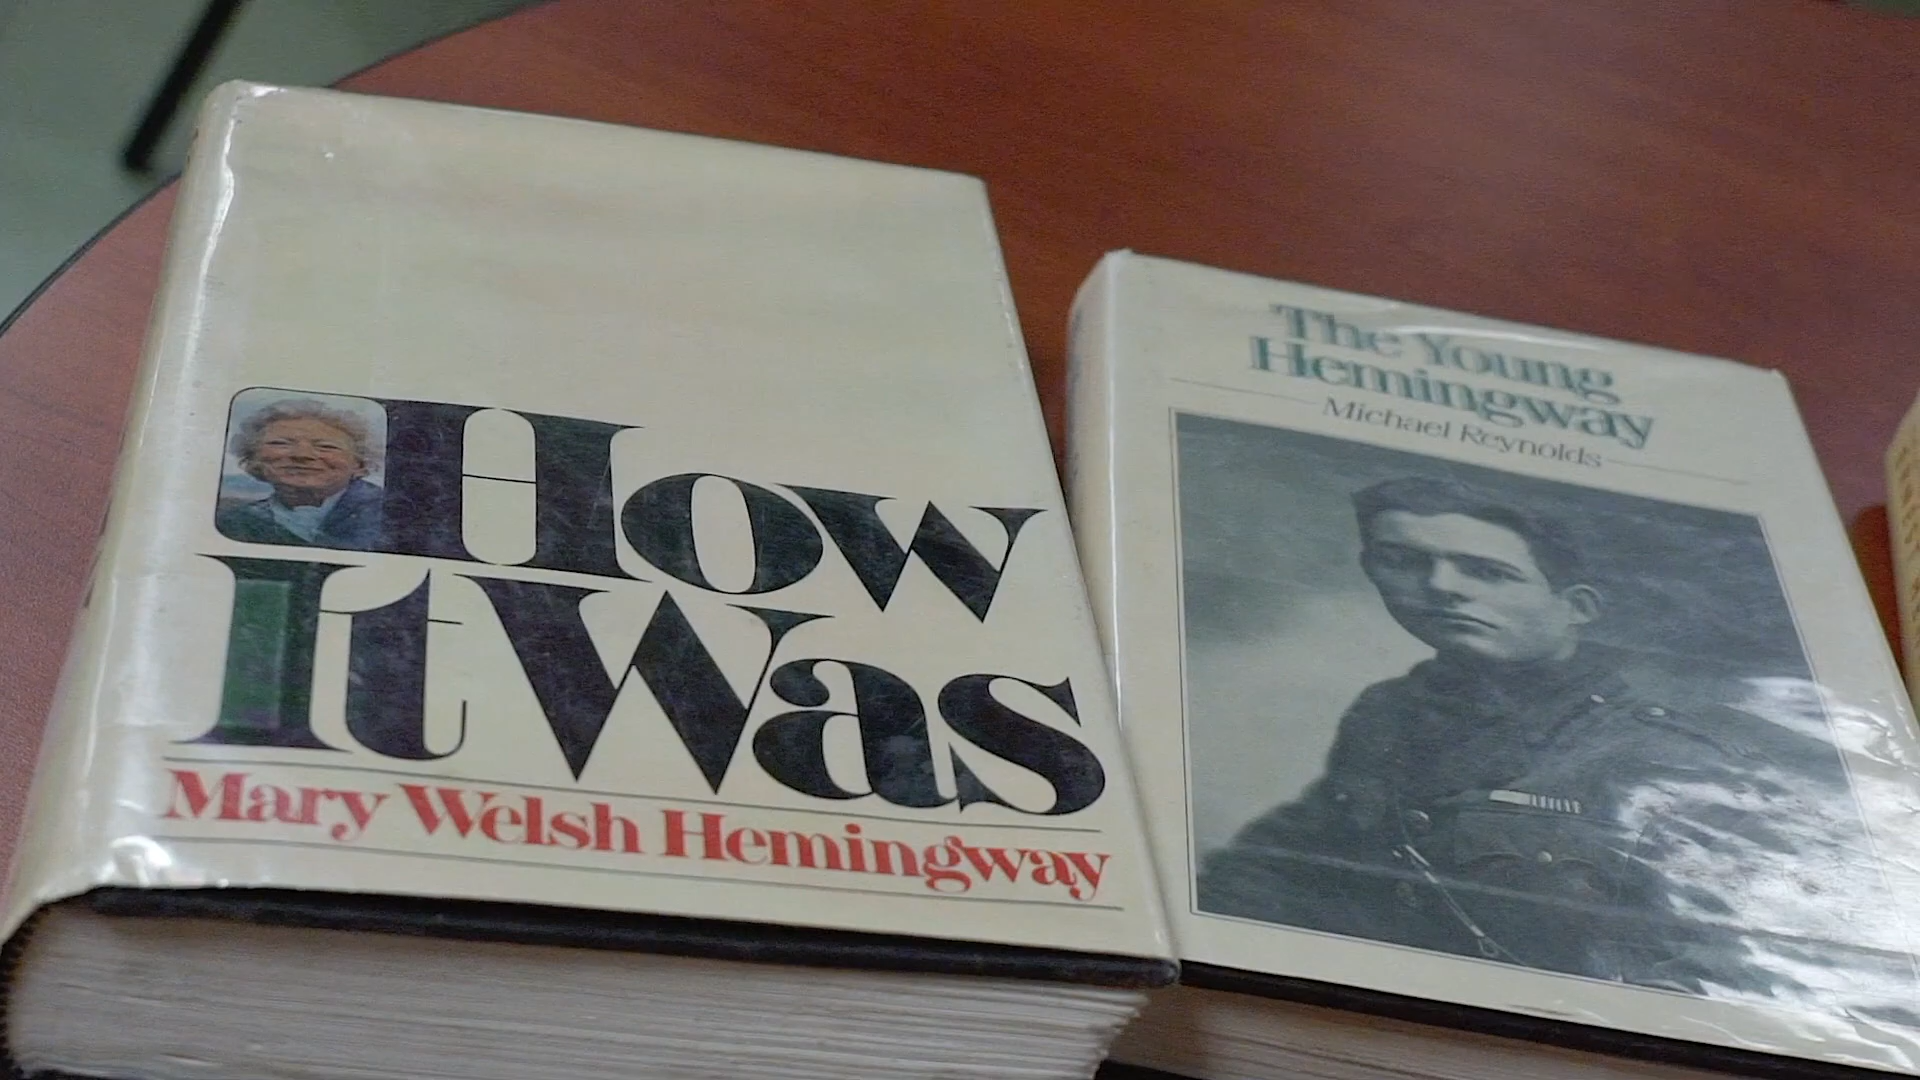 How
It Was
Mary Welsh Hemingway
The Young
Hemingway
Michael Reynolds